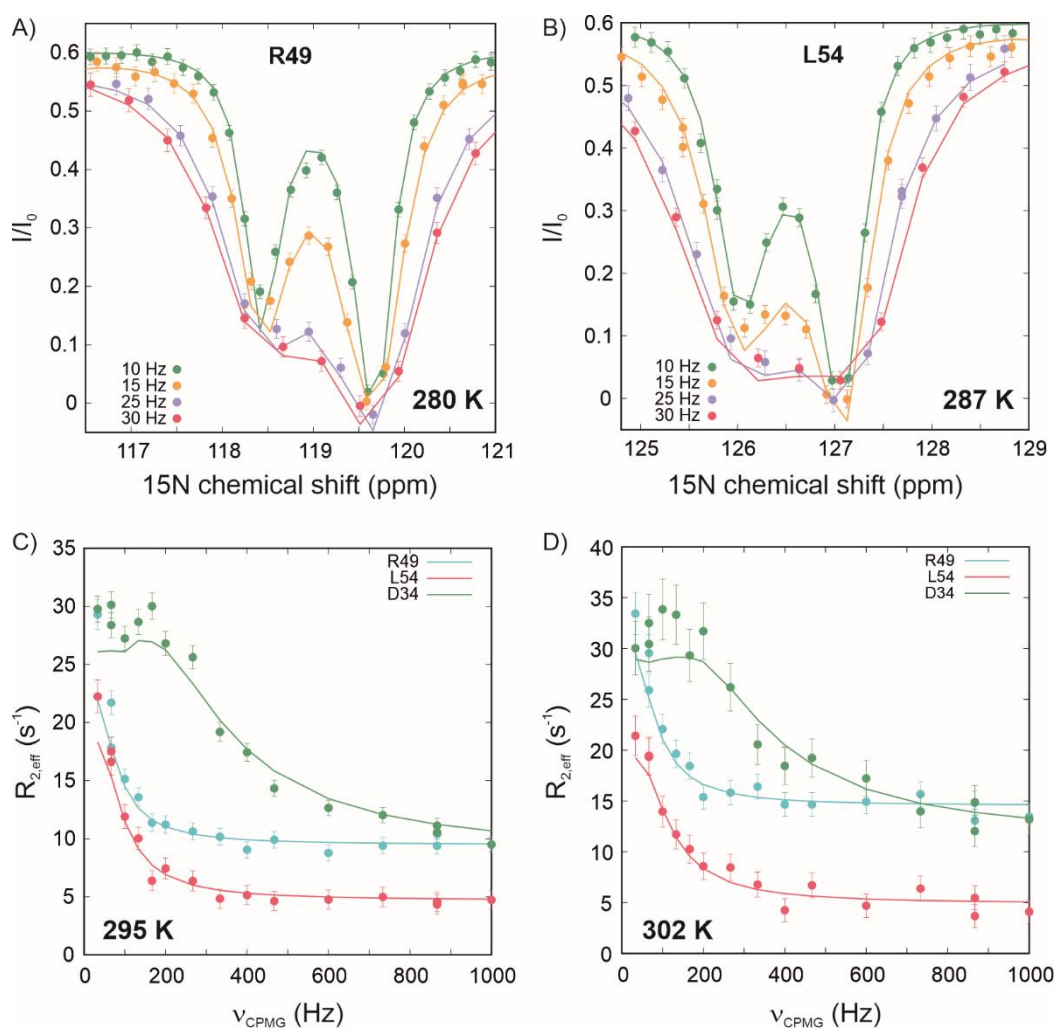 A)
R49
0.6
0.5
0.4
0.3
0.2
0.1
0
I/I0
10 Hz
15 Hz
25 Hz
30 Hz
280 K
117 118 119 120 121
15N chemical shift (ppm)
B)
L54
0.6
0.5
0.4
0.3
0.2
0.1
0
I/I0
10 Hz
15 Hz
25 Hz
30 Hz
287 K
125 126 127 128 129
15N chemical shift (ppm)
C)
35
30
25
20
15
10
5
0
R2,eff (s-1)
R49
L54
D34
295 K
0 200 400 600 800 1000
νCPMG (Hz)
D)
40
35
30
25
20
15
10
5
0
R2,eff (s-1)
R49
L54
D34
302 K
0 200 400 600 800 1000
νCPMG (Hz)